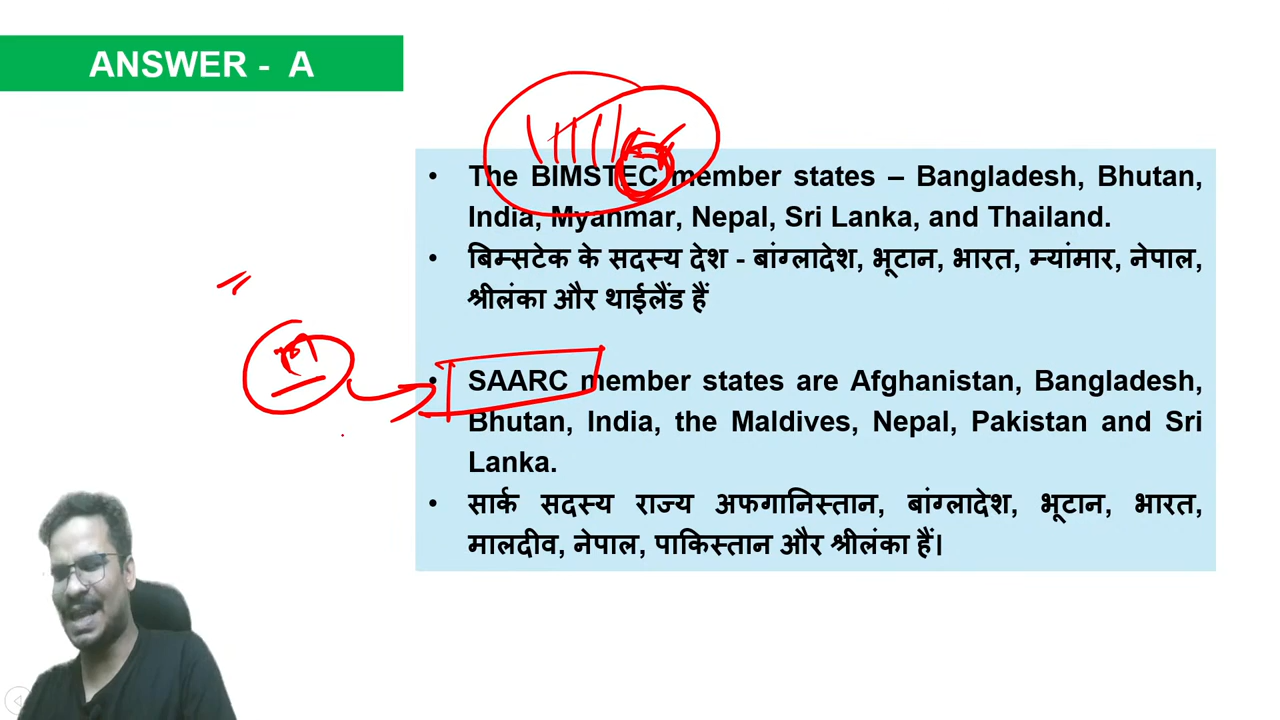 ANSWER - A
• The BIMSTEC member states – Bangladesh, Bhutan,
India, Myanmar, Nepal, Sri Lanka, and Thailand.
• बिम्सटेक के सदस्य देश - बांग्लादेश, भूटान, भारत, म्यांमार, नेपाल,
श्रीलंका और थाईलैंड हैं
• SAARC member states are Afghanistan, Bangladesh,
Bhutan, India, the Maldives, Nepal, Pakistan and Sri
Lanka.
• सार्क सदस्य राज्य अफगानिस्तान, बांग्लादेश, भूटान, भारत,
मालदीव, नेपाल, पाकिस्तान और श्रीलंका हैं।